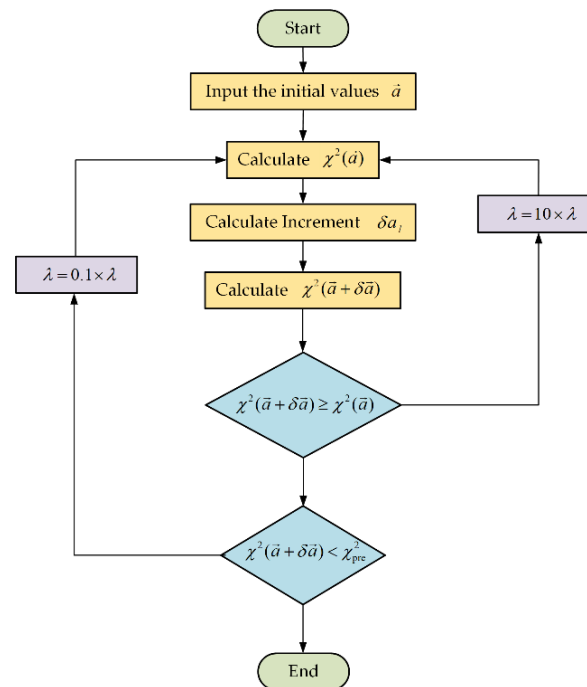 Start
Input the initial values a⃗
Calculate χ²(a⃗)
Calculate Increment δa_l
λ=10×λ
λ=0.1×λ
Calculate χ²(a⃗+δa⃗)
χ²(a⃗+δa⃗)≥χ²(a⃗)
χ²(a⃗+δa⃗)<χ²_pre
End